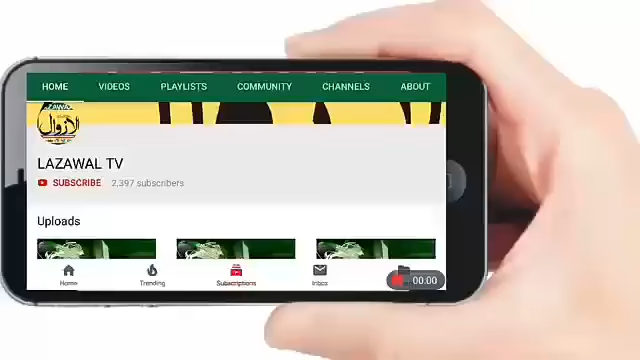 HOME VIDEOS PLAYLISTS COMMUNITY CHANNELS ABOUT
لازوال
LAZAWAL TV
SUBSCRIBE 2,397 subscribers
Uploads
Home Trending Subscriptions Inbox
00:00